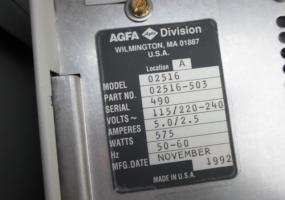 AGFA Division
WILMINGTON, MA 01887
U.S.A.
Location A
MODEL 02516
PART NO. 02516-503
SERIAL 490
VOLTS ~ 115/220-240
AMPERES 5.0/2.5
WATTS 575
Hz 50-60
MFG.DATE NOVEMBER 1992
MADE IN U.S.A.